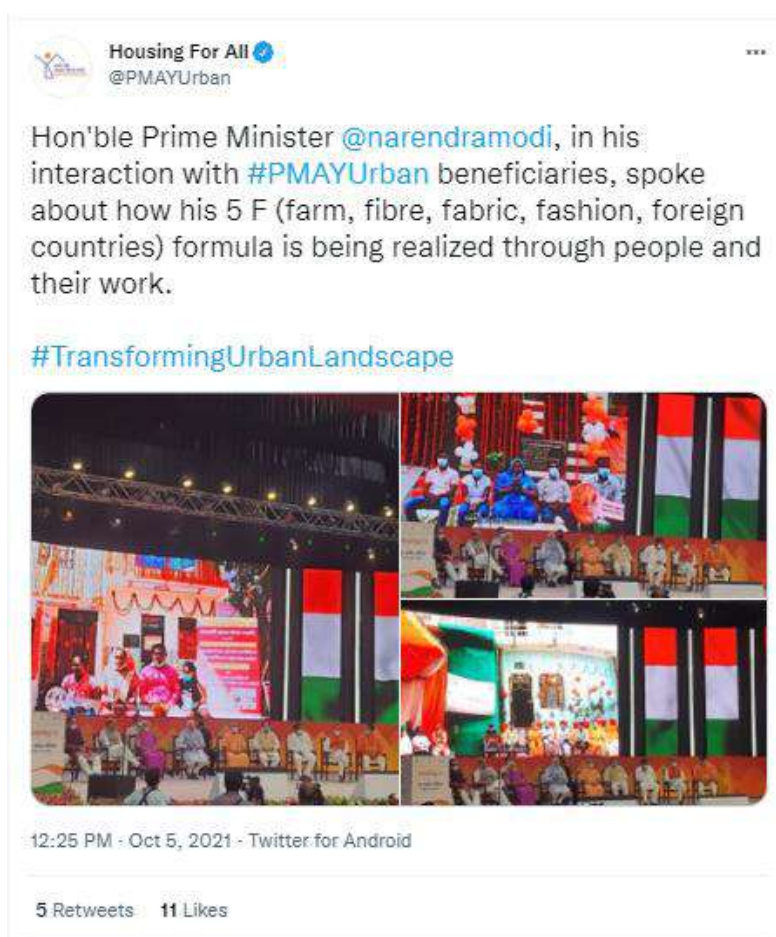 Housing For All
@PMAYUrban
Hon'ble Prime Minister @narendramodi, in his
interaction with #PMAYUrban beneficiaries, spoke
about how his 5 F (farm, fibre, fabric, fashion, foreign
countries) formula is being realized through people and
their work.
#TransformingUrbanLandscape
12:25 PM · Oct 5, 2021 · Twitter for Android
5 Retweets 11 Likes